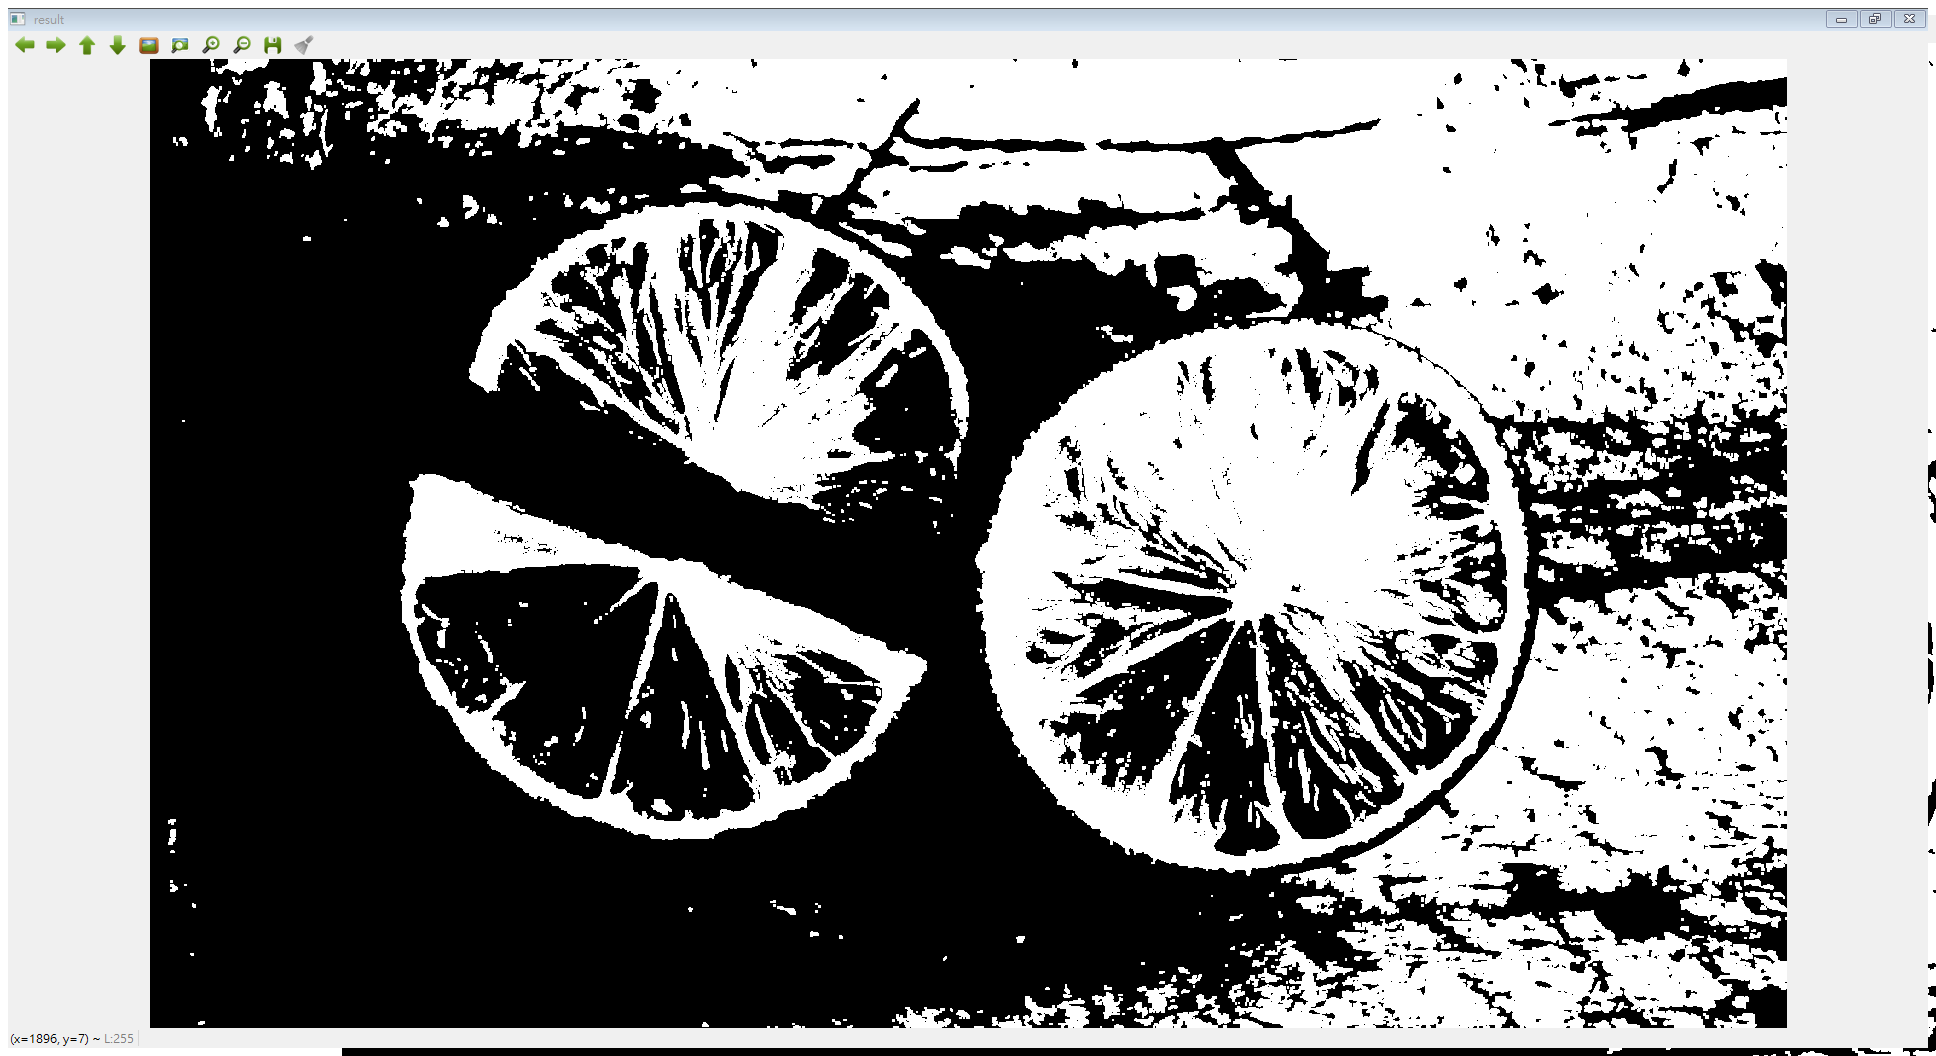 result
(x=1896, y=7) ~ L:255